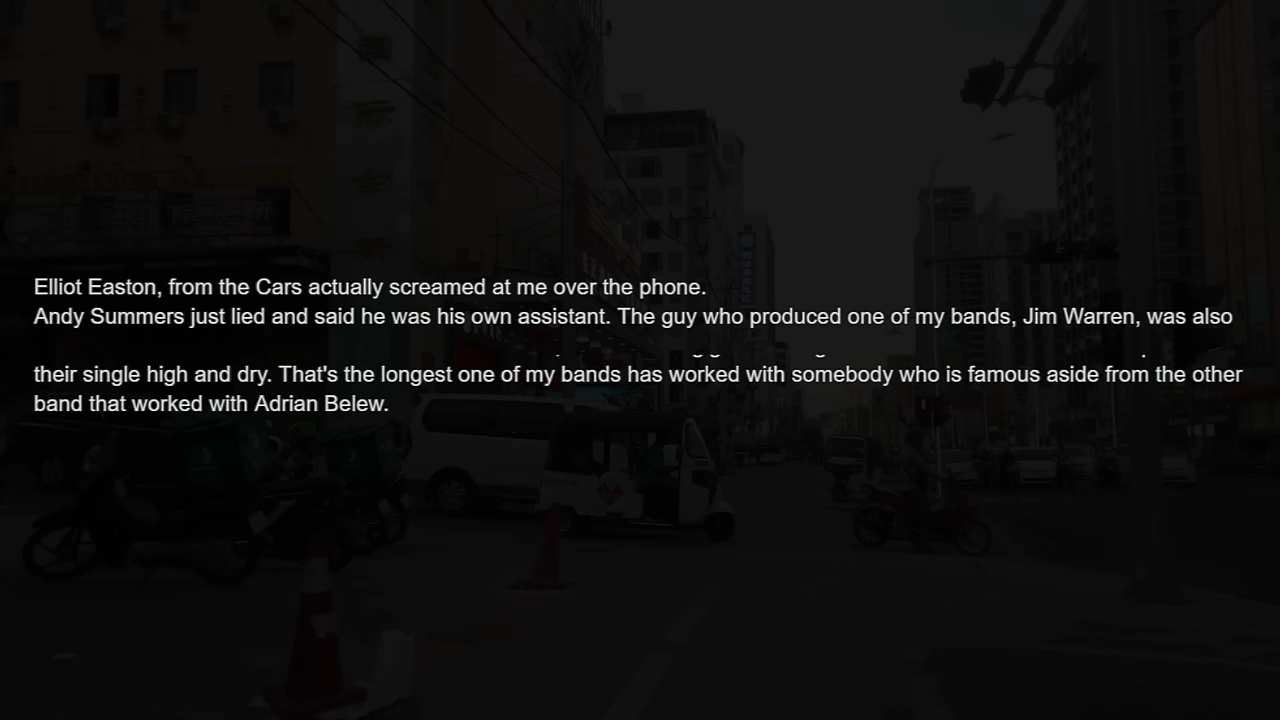 Elliot Easton, from the Cars actually screamed at me over the phone.
Andy Summers just lied and said he was his own assistant. The guy who produced one of my bands, Jim Warren, was also
their single high and dry. That's the longest one of my bands has worked with somebody who is famous aside from the other
band that worked with Adrian Belew.